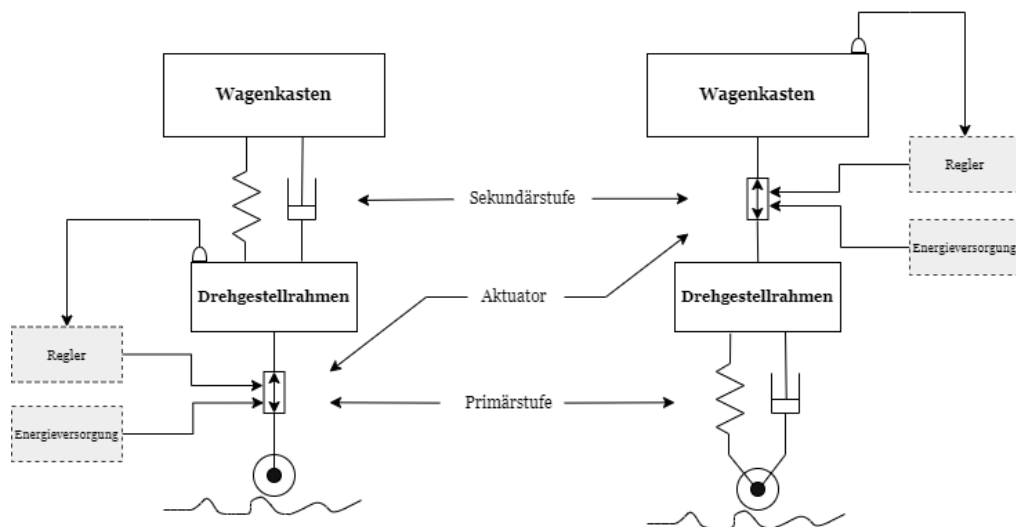 Wagenkasten
Wagenkasten
Regler
Sekundärstufe
Energieversorgung
Drehgestellrahmen
Aktuator
Drehgestellrahmen
Regler
Primärstufe
Energieversorgung